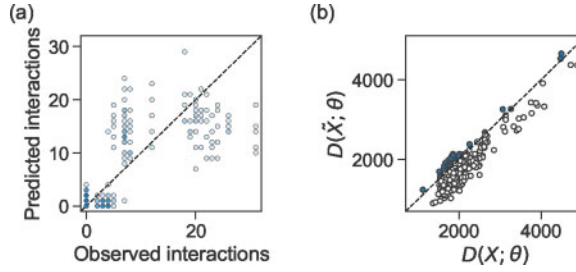 (a)
Predicted interactions
30
20
10
0
0
20
Observed interactions
(b)
D(X̃; θ)
4000
2000
2000
4000
D(X; θ)